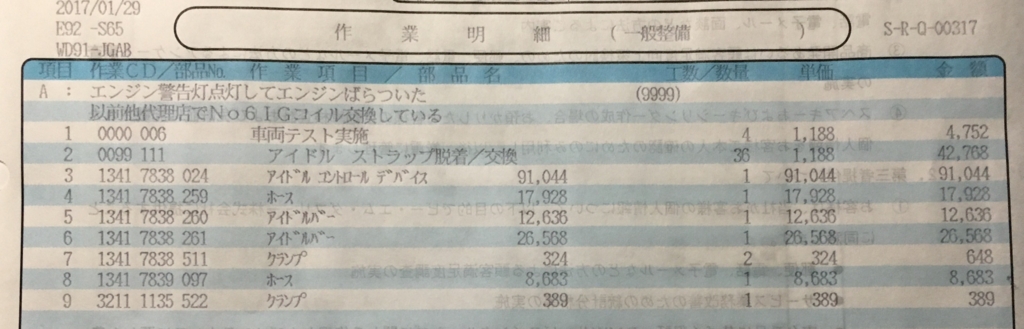 2017/01/29
E92 -S65
WD91-JGAB
作 業 明 細 (一般整備 )
S-R-Q-00317
項目 作業CD/部品No. 作 業 項 目 / 部 品 名 工数/数量 単価 金 額
A : エンジン警告灯点灯してエンジンばらついた (9999)
以前他代理店でNo6IGコイル交換している
1 0000 006 車両テスト実施 4 1,188 4,752
2 0099 111 アイドル ストラップ脱着/交換 36 1,188 42,768
3 1341 7838 024 ｱｲﾄﾞﾙ ｺﾝﾄﾛｰﾙ ﾃﾞﾊﾞｲｽ 91,044 1 91,044 91,044
4 1341 7838 259 ﾎｰｽ 17,928 1 17,928 17,928
5 1341 7838 260 ｱｲﾄﾞﾙﾊﾞｰ 12,636 1 12,636 12,636
6 1341 7838 261 ｱｲﾄﾞﾙﾊﾞｰ 26,568 1 26,568 26,568
7 1341 7838 511 ｸﾗﾝﾌﾟ 324 2 324 648
8 1341 7839 097 ﾎｰｽ 8,683 1 8,683 8,683
9 3211 1135 522 ｸﾗﾝﾌﾟ 389 1 389 389